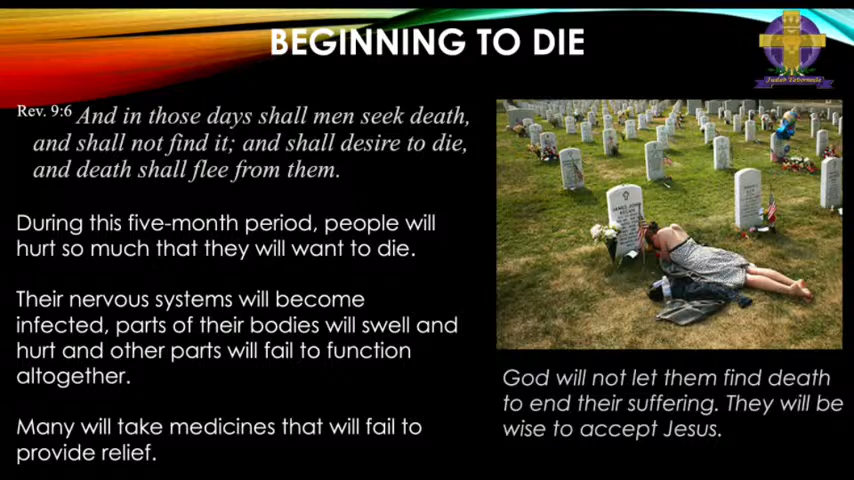 BEGINNING TO DIE
Judah Tabernacle
Rev. 9:6 And in those days shall men seek death,
and shall not find it; and shall desire to die,
and death shall flee from them.
During this five-month period, people will
hurt so much that they will want to die.
Their nervous systems will become
infected, parts of their bodies will swell and
hurt and other parts will fail to function
altogether.
Many will take medicines that will fail to
provide relief.
God will not let them find death
to end their suffering. They will be
wise to accept Jesus.